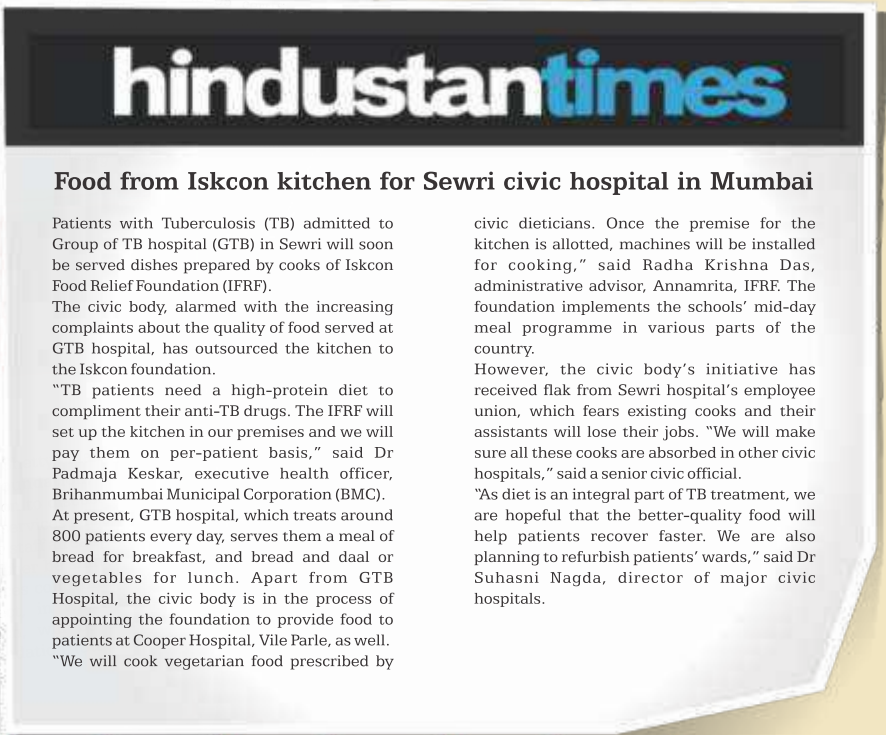 hindustantimes
Food from Iskcon kitchen for Sewri civic hospital in Mumbai
Patients with Tuberculosis (TB) admitted to
Group of TB hospital (GTB) in Sewri will soon
be served dishes prepared by cooks of Iskcon
Food Relief Foundation (IFRF).
The civic body, alarmed with the increasing
complaints about the quality of food served at
GTB hospital, has outsourced the kitchen to
the Iskcon foundation.
“TB patients need a high-protein diet to
compliment their anti-TB drugs. The IFRF will
set up the kitchen in our premises and we will
pay them on per-patient basis,” said Dr
Padmaja Keskar, executive health officer,
Brihanmumbai Municipal Corporation (BMC).
At present, GTB hospital, which treats around
800 patients every day, serves them a meal of
bread for breakfast, and bread and daal or
vegetables for lunch. Apart from GTB
Hospital, the civic body is in the process of
appointing the foundation to provide food to
patients at Cooper Hospital, Vile Parle, as well.
“We will cook vegetarian food prescribed by
civic dieticians. Once the premise for the
kitchen is allotted, machines will be installed
for cooking,” said Radha Krishna Das,
administrative advisor, Annamrita, IFRF. The
foundation implements the schools’ mid-day
meal programme in various parts of the
country.
However, the civic body’s initiative has
received flak from Sewri hospital’s employee
union, which fears existing cooks and their
assistants will lose their jobs. “We will make
sure all these cooks are absorbed in other civic
hospitals,” said a senior civic official.
“As diet is an integral part of TB treatment, we
are hopeful that the better-quality food will
help patients recover faster. We are also
planning to refurbish patients’ wards,” said Dr
Suhasni Nagda, director of major civic
hospitals.